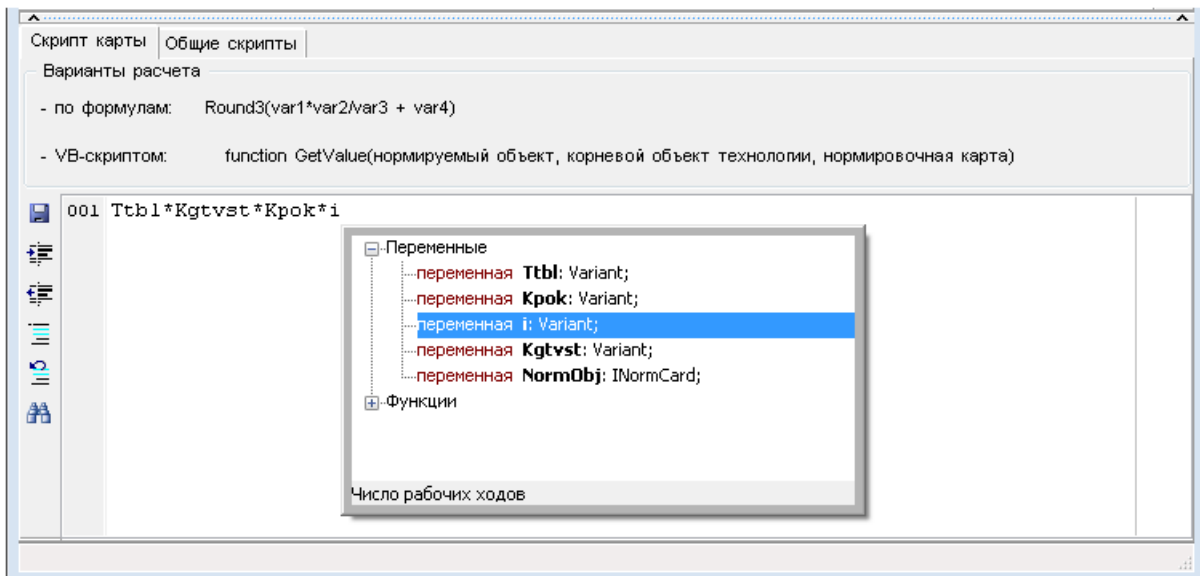 Скрипт карты Общие скрипты
Варианты расчета
- по формулам: Round3(var1*var2/var3 + var4)
- VB-скриптом: function GetValue(нормируемый объект, корневой объект технологии, нормировочная карта)
001 Ttbl*Kgtvst*Kpok*i
Переменные
переменная Ttbl: Variant;
переменная Kpok: Variant;
переменная i: Variant;
переменная Kgtvst: Variant;
переменная NormObj: INormCard;
Функции
Число рабочих ходов